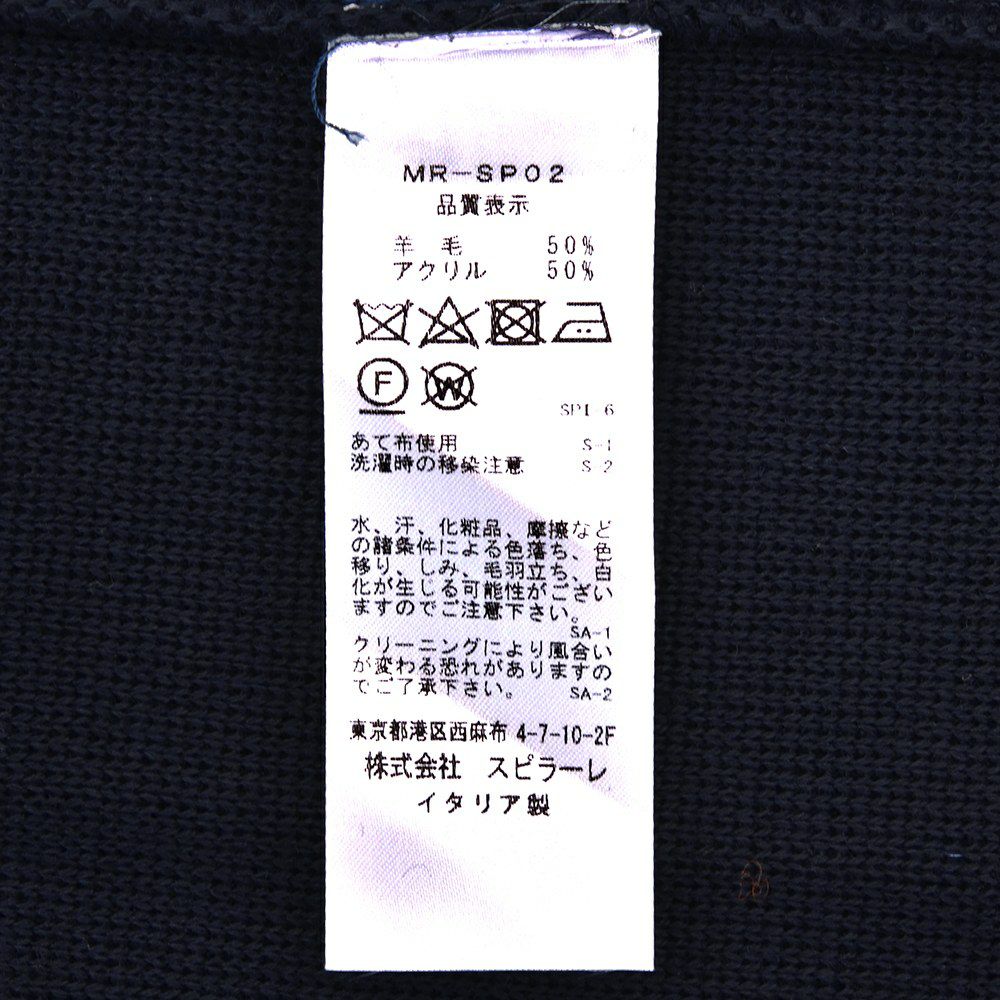 MR-SP02
品質表示
羊毛 50%
アクリル 50%
F W
SPI-6
あて布使用 S-1
洗濯時の移染注意 S-2
水、汗、化粧品、摩擦など
の諸条件による色落ち、色
移り、しみ、毛羽立ち、白
化が生じる可能性がござい
ますのでご注意下さい。
SA-1
クリーニングにより風合い
が変わる恐れがありますの
でご了承下さい。 SA-2
東京都港区西麻布 4-7-10-2F
株式会社 スピラーレ
イタリア製